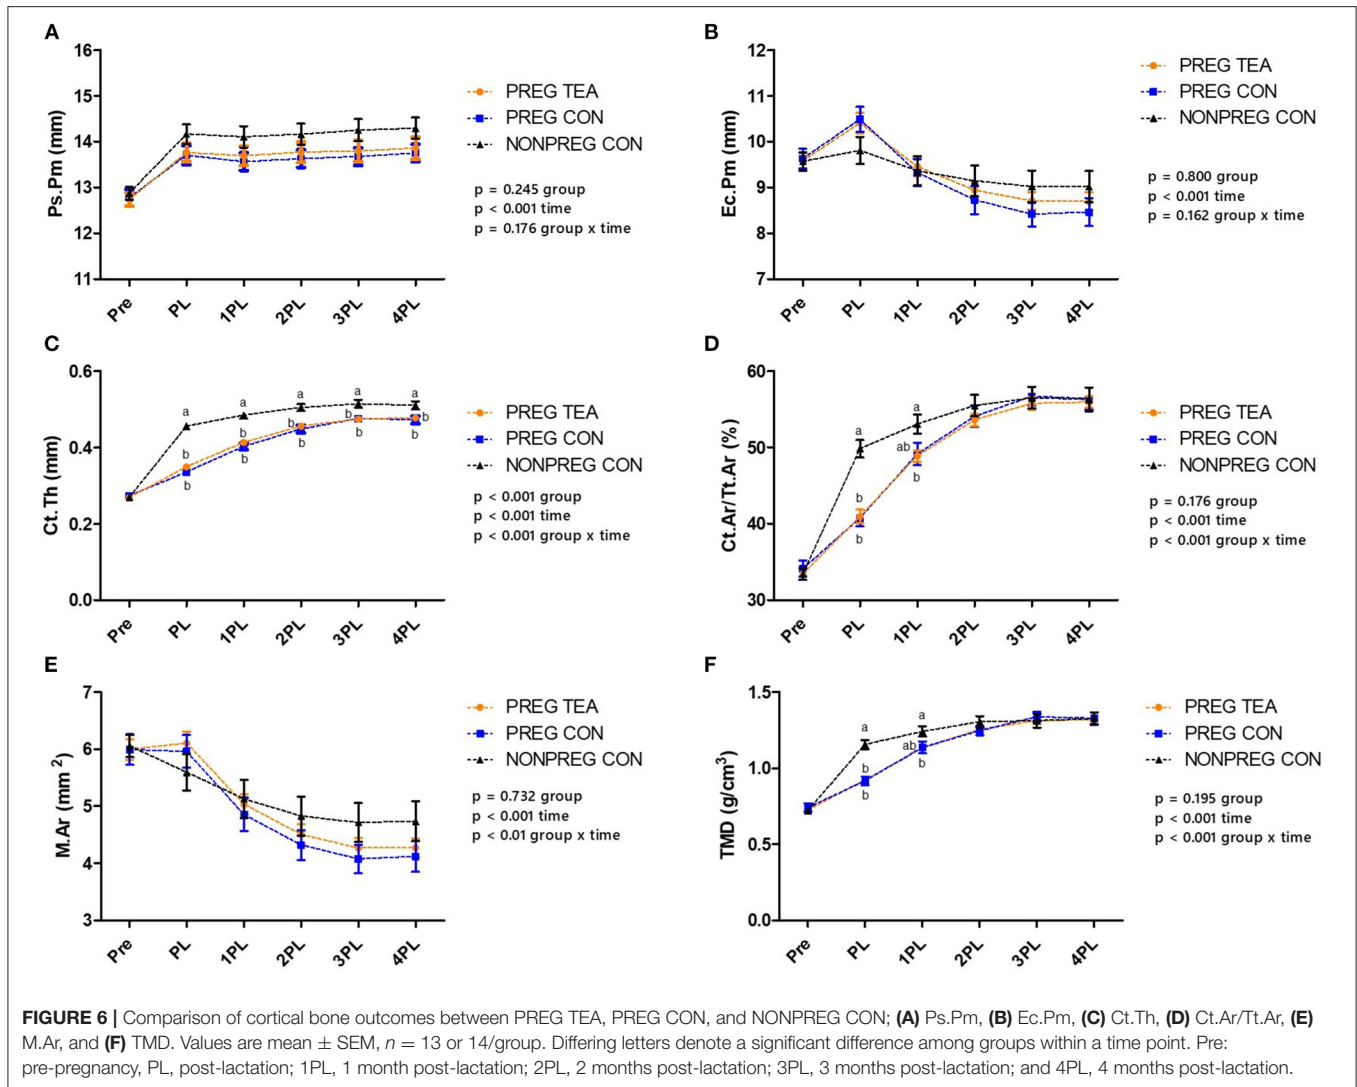 A
Ps.Pm (mm)
16
15
14
13
12
11
Pre
PL
1PL
2PL
3PL
4PL
PREG TEA
PREG CON
NONPREG CON
p = 0.245 group
p < 0.001 time
p = 0.176 group x time
B
Ec.Pm (mm)
12
11
10
9
8
7
Pre
PL
1PL
2PL
3PL
4PL
PREG TEA
PREG CON
NONPREG CON
p = 0.800 group
p < 0.001 time
p = 0.162 group x time
C
Ct.Th (mm)
0.6
0.4
0.2
0.0
a
a
a
a
a
b
b
b
b
b
b
b
b
b
b
Pre
PL
1PL
2PL
3PL
4PL
PREG TEA
PREG CON
NONPREG CON
p < 0.001 group
p < 0.001 time
p < 0.001 group x time
D
Ct.Ar/Tt.Ar (%)
60
50
40
30
a
a
b
ab
b
b
Pre
PL
1PL
2PL
3PL
4PL
PREG TEA
PREG CON
NONPREG CON
p = 0.176 group
p < 0.001 time
p < 0.001 group x time
E
M.Ar (mm 2)
7
6
5
4
3
Pre
PL
1PL
2PL
3PL
4PL
PREG TEA
PREG CON
NONPREG CON
p = 0.732 group
p < 0.001 time
p < 0.01 group x time
F
TMD (g/cm³)
1.5
1.0
0.5
0.0
a
a
b
ab
b
b
Pre
PL
1PL
2PL
3PL
4PL
PREG TEA
PREG CON
NONPREG CON
p = 0.195 group
p < 0.001 time
p < 0.001 group x time
FIGURE 6 | Comparison of cortical bone outcomes between PREG TEA, PREG CON, and NONPREG CON; (A) Ps.Pm, (B) Ec.Pm, (C) Ct.Th, (D) Ct.Ar/Tt.Ar, (E)
M.Ar, and (F) TMD. Values are mean ± SEM, n = 13 or 14/group. Differing letters denote a significant difference among groups within a time point. Pre:
pre-pregnancy, PL, post-lactation; 1PL, 1 month post-lactation; 2PL, 2 months post-lactation; 3PL, 3 months post-lactation; and 4PL, 4 months post-lactation.